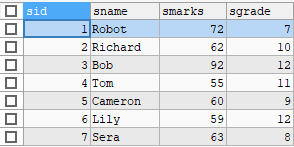 sid sname smarks sgrade
1 Robot 72 7
2 Richard 62 10
3 Bob 92 12
4 Tom 55 11
5 Cameron 60 9
6 Lily 59 12
7 Sera 63 8